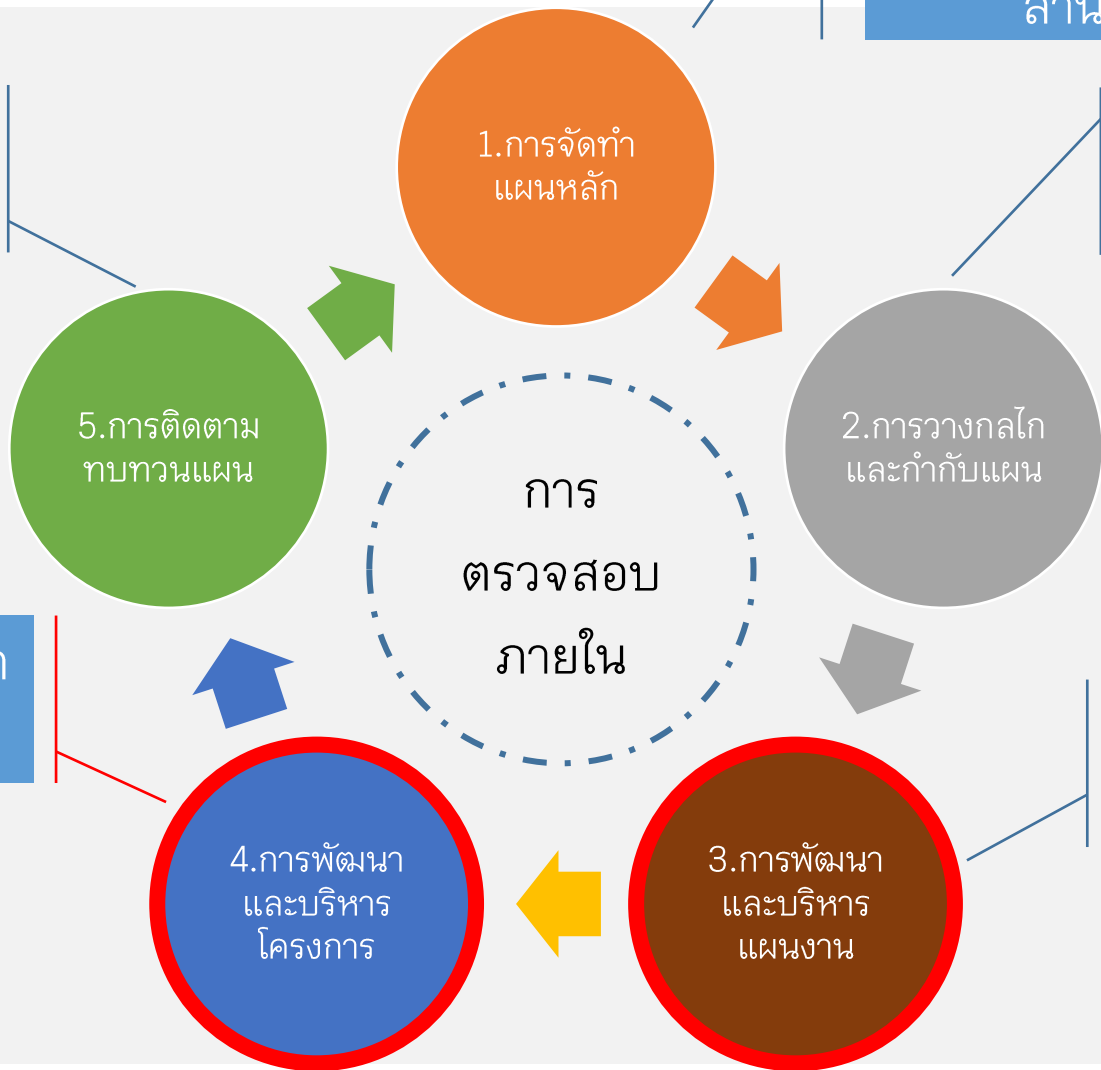 1.การจัดทำ
แผนหลัก
2.การวางกลไก
และกำกับแผน
3.การพัฒนา
และบริหาร
แผนงาน
4.การพัฒนา
และบริหาร
โครงการ
5.การติดตาม
ทบทวนแผน
การ
ตรวจสอบ
ภายใน